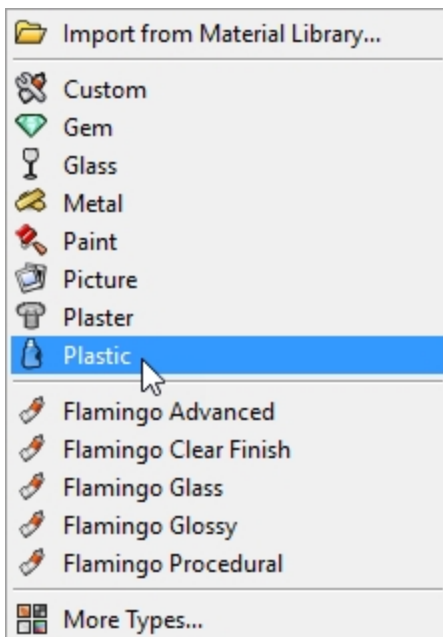 Import from Material Library...
Custom
Gem
Glass
Metal
Paint
Picture
Plaster
Plastic
Flamingo Advanced
Flamingo Clear Finish
Flamingo Glass
Flamingo Glossy
Flamingo Procedural
More Types...